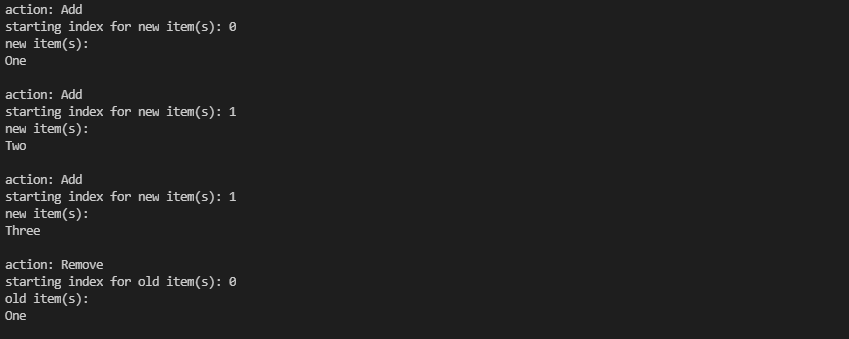 action: Add
starting index for new item(s): 0
new item(s):
One
action: Add
starting index for new item(s): 1
new item(s):
Two
action: Add
starting index for new item(s): 1
new item(s):
Three
action: Remove
starting index for old item(s): 0
old item(s):
One